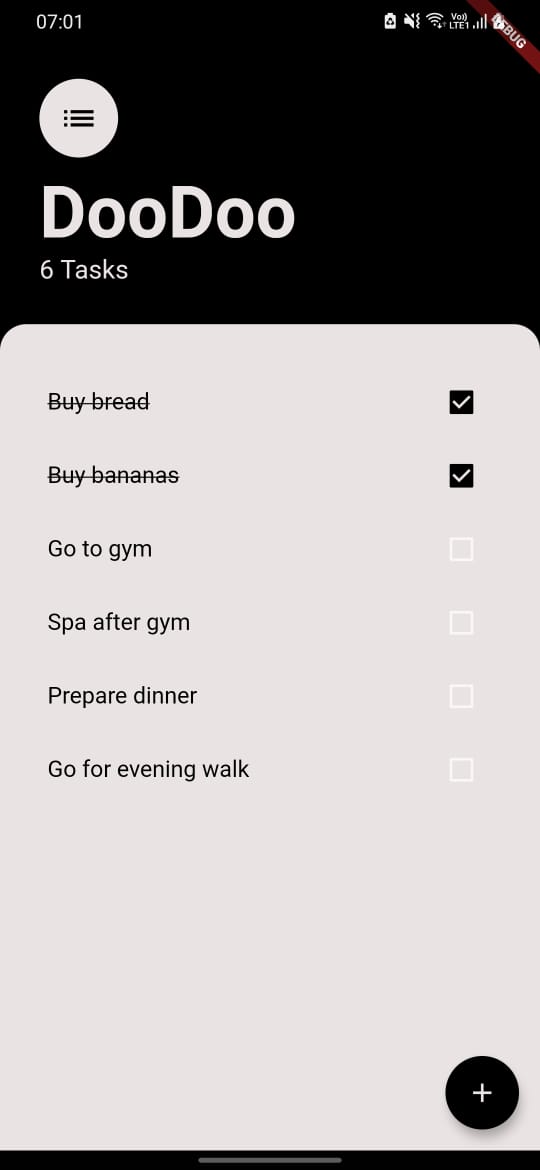 07:01
Vo)) LTE1
DEBUG
DooDoo
6 Tasks
Buy bread
Buy bananas
Go to gym
Spa after gym
Prepare dinner
Go for evening walk